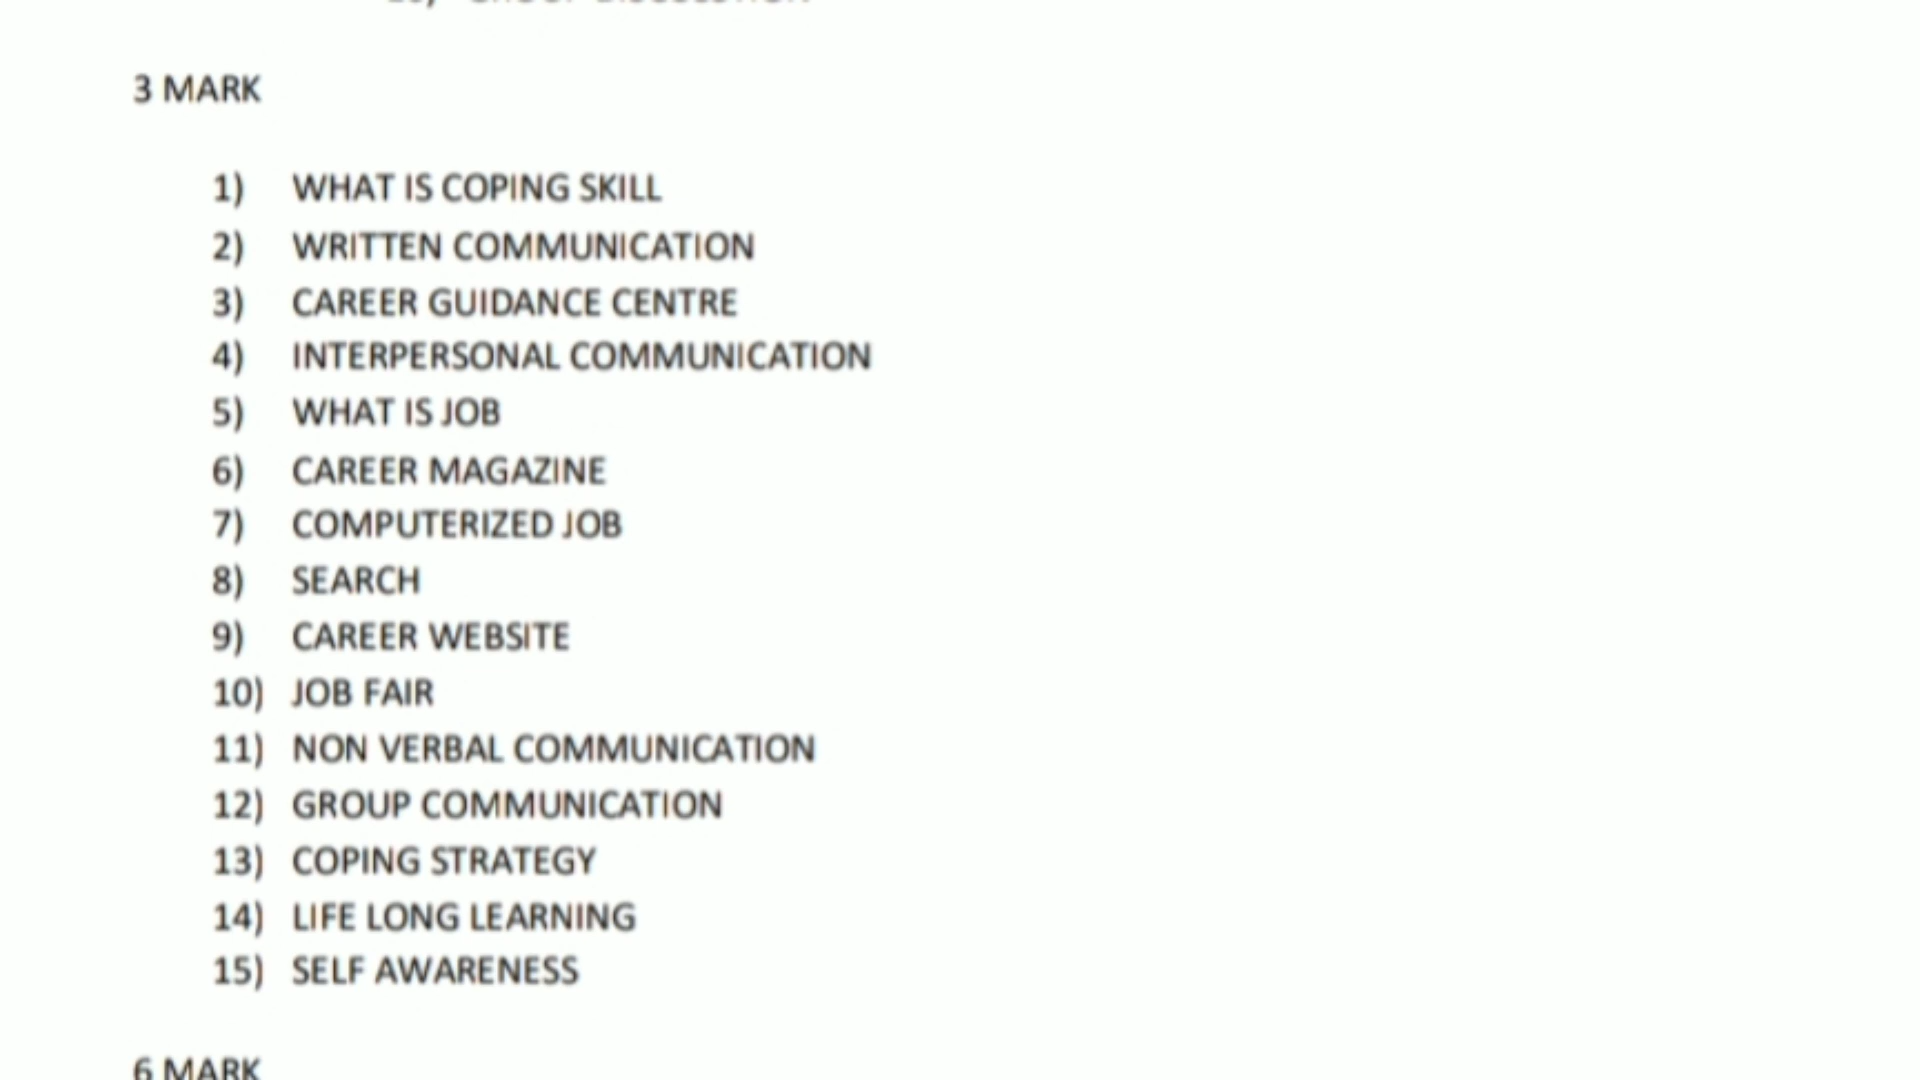 3 MARK
1) WHAT IS COPING SKILL
2) WRITTEN COMMUNICATION
3) CAREER GUIDANCE CENTRE
4) INTERPERSONAL COMMUNICATION
5) WHAT IS JOB
6) CAREER MAGAZINE
7) COMPUTERIZED JOB
8) SEARCH
9) CAREER WEBSITE
10) JOB FAIR
11) NON VERBAL COMMUNICATION
12) GROUP COMMUNICATION
13) COPING STRATEGY
14) LIFE LONG LEARNING
15) SELF AWARENESS
6 MARK